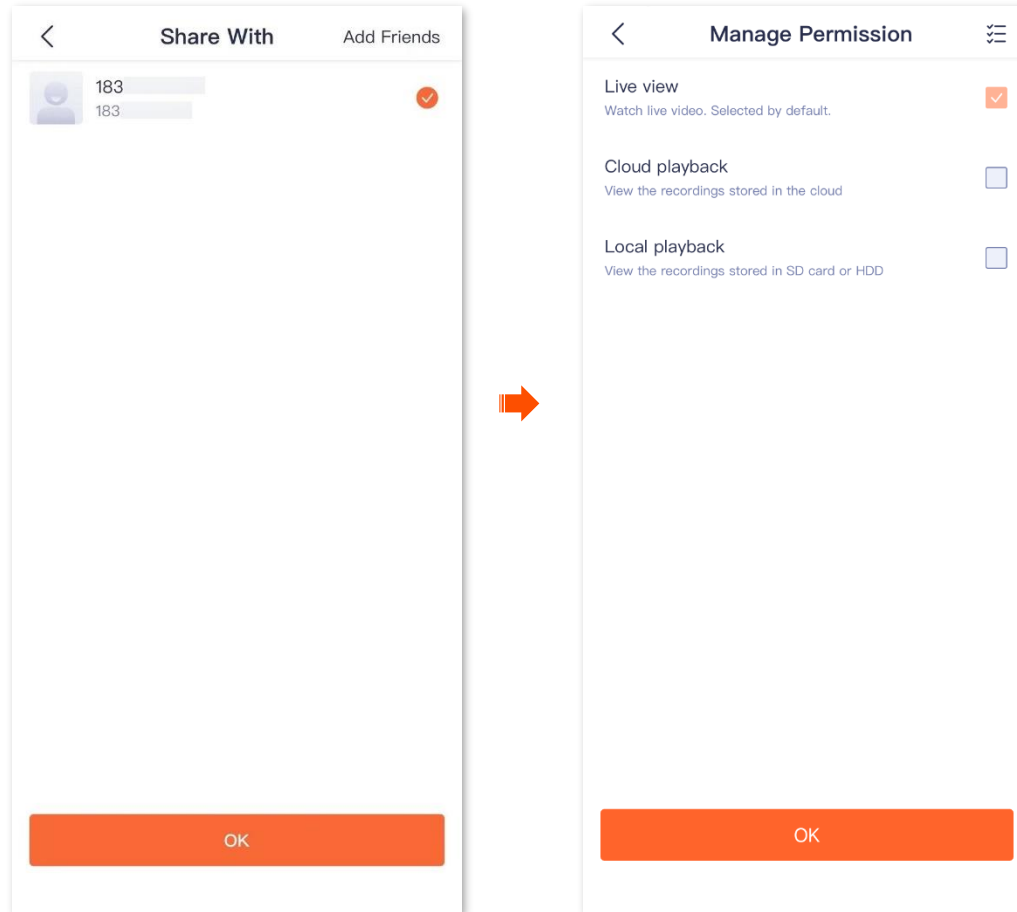 Share With
Add Friends
183
183
OK
Manage Permission
Live view
Watch live video. Selected by default.
Cloud playback
View the recordings stored in the cloud
Local playback
View the recordings stored in SD card or HDD
OK